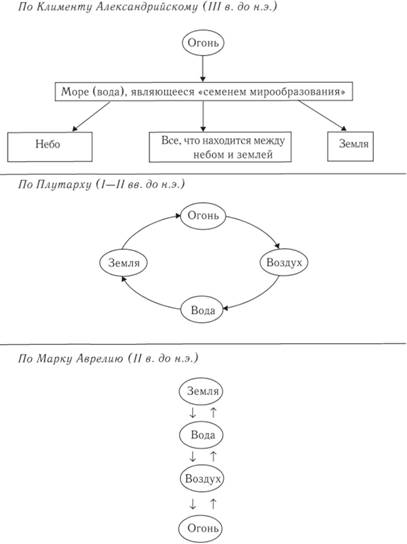 По Клименту Александрийскому (III в. до н.э.)
Огонь
Море (вода), являющееся «семенем мирообразования»
Небо
Все, что находится между
небом и землей
Земля
По Плутарху (I—II вв. до н.э.)
Огонь
Земля
Воздух
Вода
По Марку Аврелию (II в. до н.э.)
Земля
↓ ↑
Вода
↓ ↑
Воздух
↓ ↑
Огонь